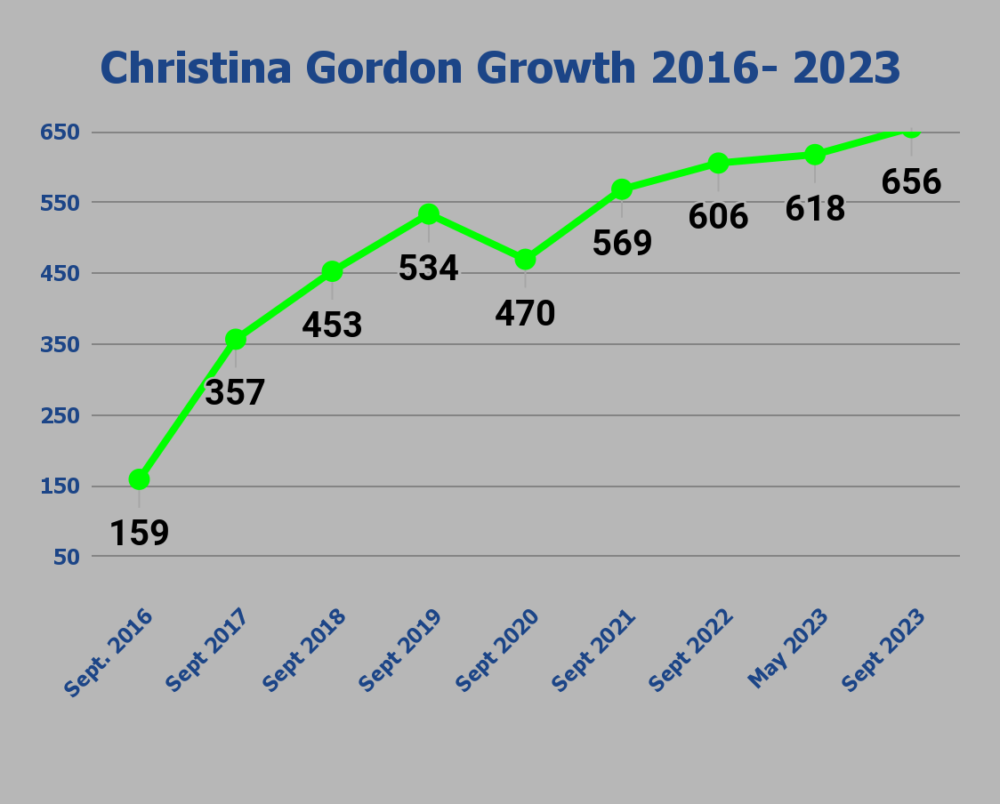 Christina Gordon Growth 2016- 2023
650
550
450
350
250
150
50
159
357
453
534
470
569
606
618
656
Sept. 2016
Sept 2017
Sept 2018
Sept 2019
Sept 2020
Sept 2021
Sept 2022
May 2023
Sept 2023